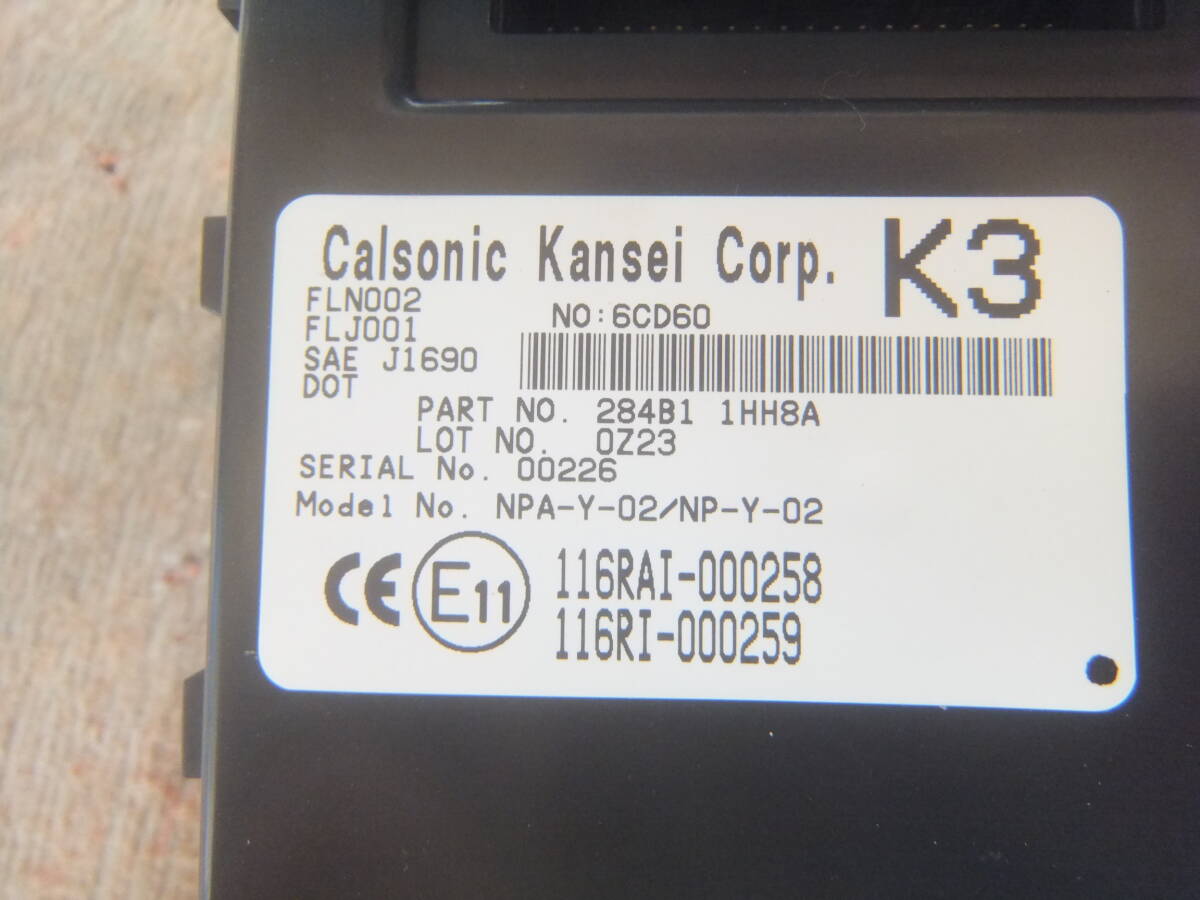 Calsonic Kansei Corp. K3
FLN002
NO:6CD60
FLJ001
SAE J1690
DOT
PART NO. 284B1 1HH8A
LOT NO. 0Z23
SERIAL No. 00226
Model No. NPA-Y-02/NP-Y-02
CE E11 116RAI-000258
116RI-000259